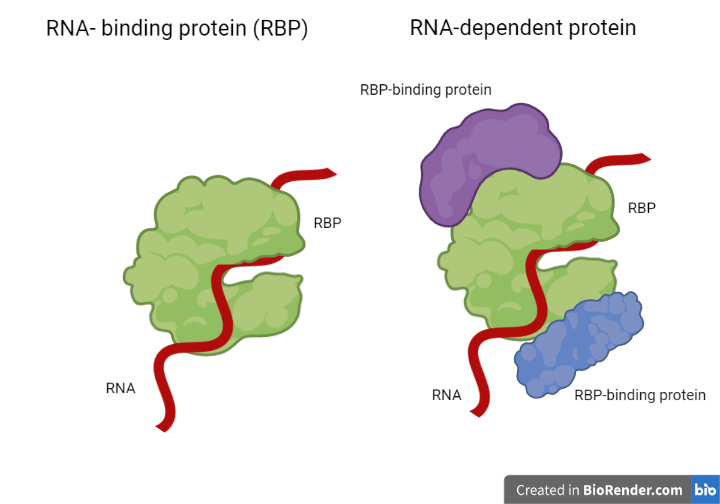 RNA- binding protein (RBP)
RNA-dependent protein
RBP-binding protein
RBP
RBP
RNA
RNA
RBP-binding protein
Created in BioRender.com bio